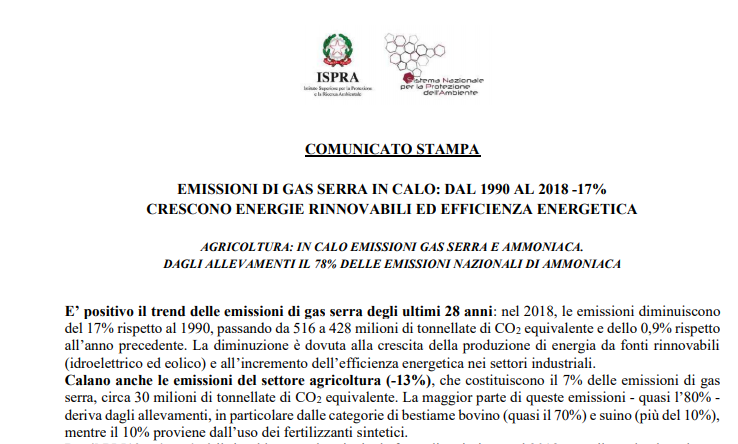 ISPRA
Istituto Superiore per la Protezione
e la Ricerca Ambientale
Sistema Nazionale
per la Protezione
dell'Ambiente
COMUNICATO STAMPA
EMISSIONI DI GAS SERRA IN CALO: DAL 1990 AL 2018 -17%
CRESCONO ENERGIE RINNOVABILI ED EFFICIENZA ENERGETICA
AGRICOLTURA: IN CALO EMISSIONI GAS SERRA E AMMONIACA.
DAGLI ALLEVAMENTI IL 78% DELLE EMISSIONI NAZIONALI DI AMMONIACA
E' positivo il trend delle emissioni di gas serra degli ultimi 28 anni: nel 2018, le emissioni diminuiscono
del 17% rispetto al 1990, passando da 516 a 428 milioni di tonnellate di CO2 equivalente e dello 0,9% rispetto
all'anno precedente. La diminuzione è dovuta alla crescita della produzione di energia da fonti rinnovabili
(idroelettrico ed eolico) e all'incremento dell'efficienza energetica nei settori industriali.
Calano anche le emissioni del settore agricoltura (-13%), che costituiscono il 7% delle emissioni di gas
serra, circa 30 milioni di tonnellate di CO2 equivalente. La maggior parte di queste emissioni - quasi l'80% -
deriva dagli allevamenti, in particolare dalle categorie di bestiame bovino (quasi il 70%) e suino (più del 10%),
mentre il 10% proviene dall'uso dei fertilizzanti sintetici.